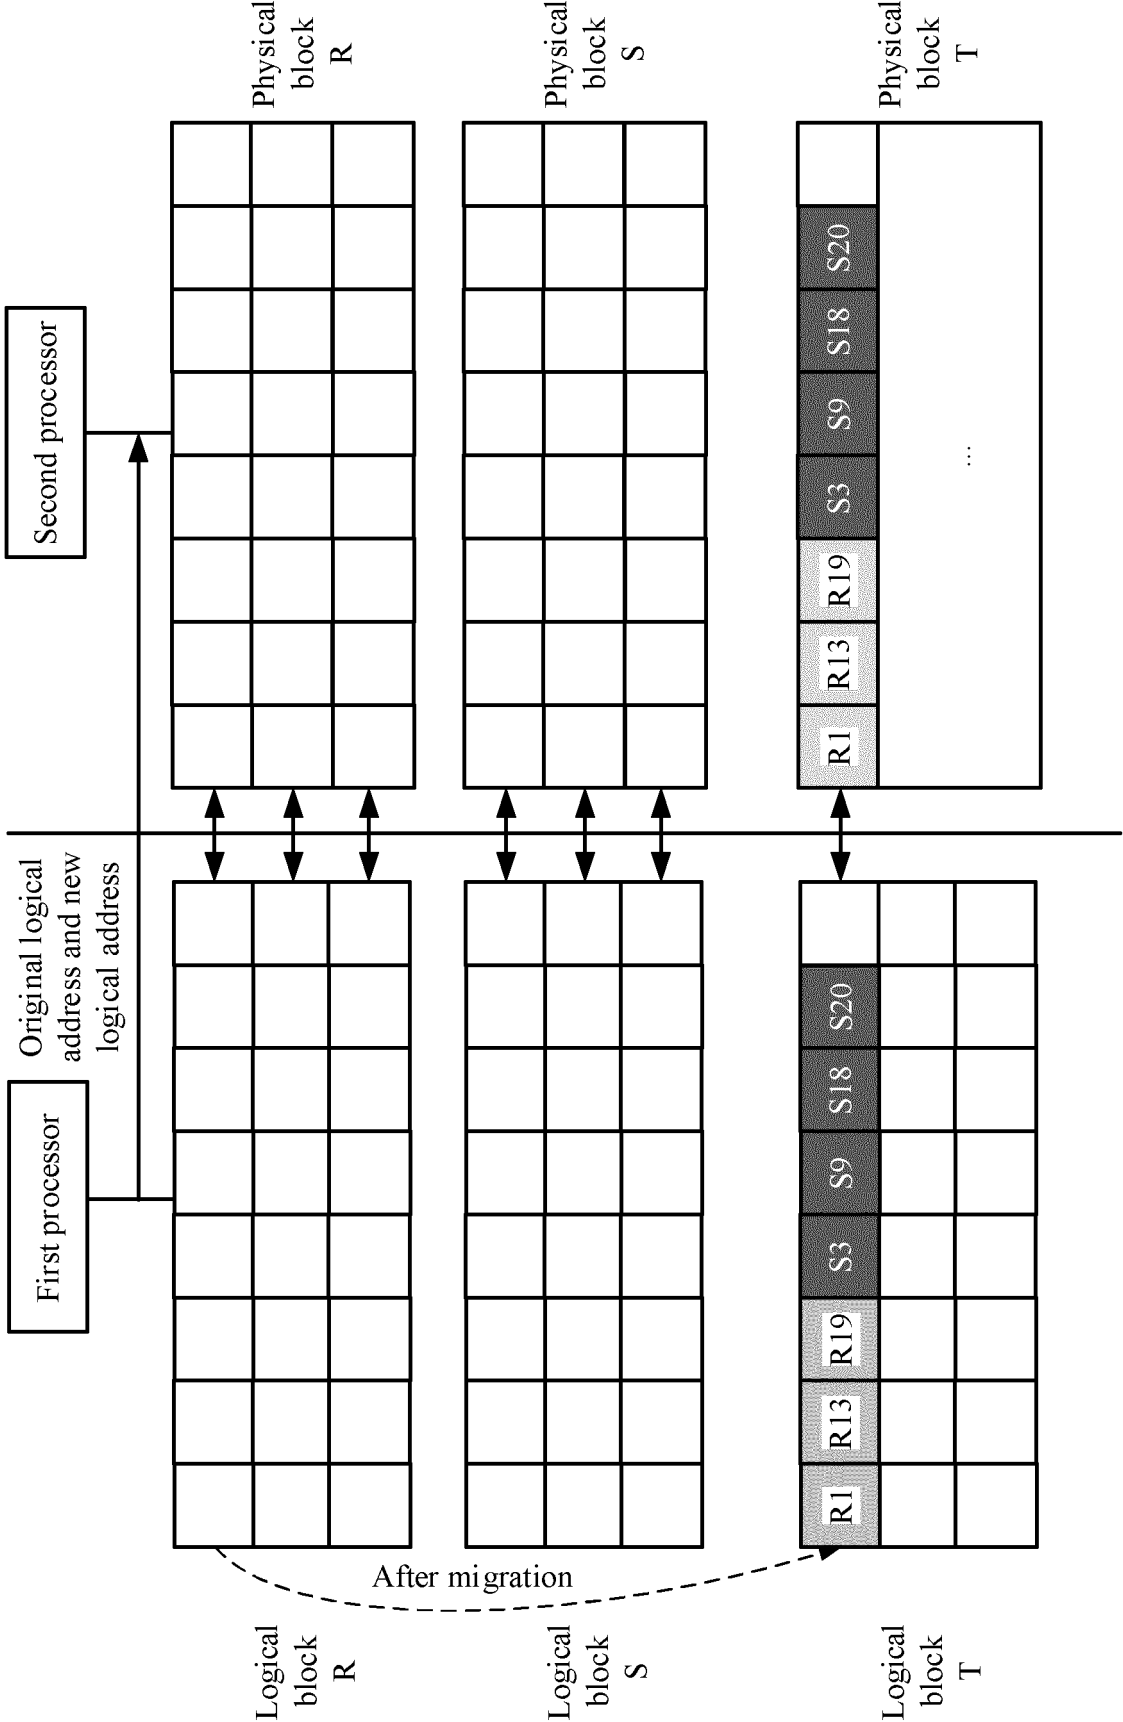 First processor
Original logical
address and new
logical address
Second processor
Logical
block
R
Physical
block
R
After migration
Logical
block
S
Physical
block
S
Logical
block
T
R1
R13
R19
S3
S9
S18
S20
R1
R13
R19
S3
S9
S18
S20
...
Physical
block
T